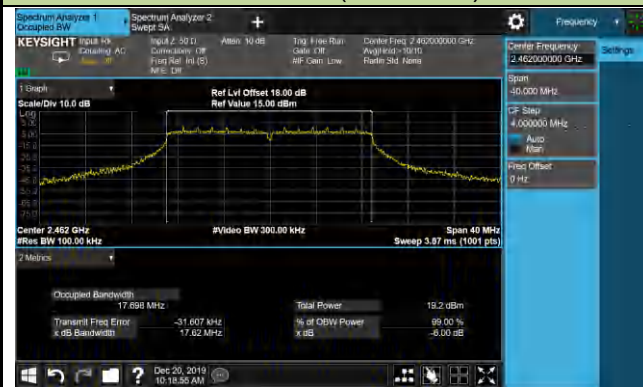 Spectrum Analyzer 1
Occupied BW
Spectrum Analyzer 2
Swept SA
+
Frequency
KEYSIGHT
Input: RF
Coupling: AC
Input Z: 50 Ω
Corrections: Off
Freq Ref: Int (S)
NFE: Off
Atten: 10 dB
Trig: Free Run
Gate: Off
#IF Gain: Low
Center Freq: 2.462000000 GHz
Avg|Hold:>10/10
Radio Std: None
Center Frequency
2.462000000 GHz
Settings
Span
40.000 MHz
CF Step
4.000000 MHz
Auto
Man
Freq Offset
0 Hz
1 Graph
Scale/Div 10.0 dB
Ref Lvl Offset 18.00 dB
Ref Value 15.00 dBm
Log
5.00
Center 2.462 GHz
#Res BW 100.00 kHz
#Video BW 300.00 kHz
Span 40 MHz
Sweep 3.87 ms (1001 pts)
2 Metrics
Occupied Bandwidth
17.698 MHz
Total Power
19.2 dBm
Transmit Freq Error
-31.607 kHz
% of OBW Power
99.00 %
x dB Bandwidth
17.62 MHz
x dB
-6.00 dB
?
Dec 20, 2019
10:18:55 AM